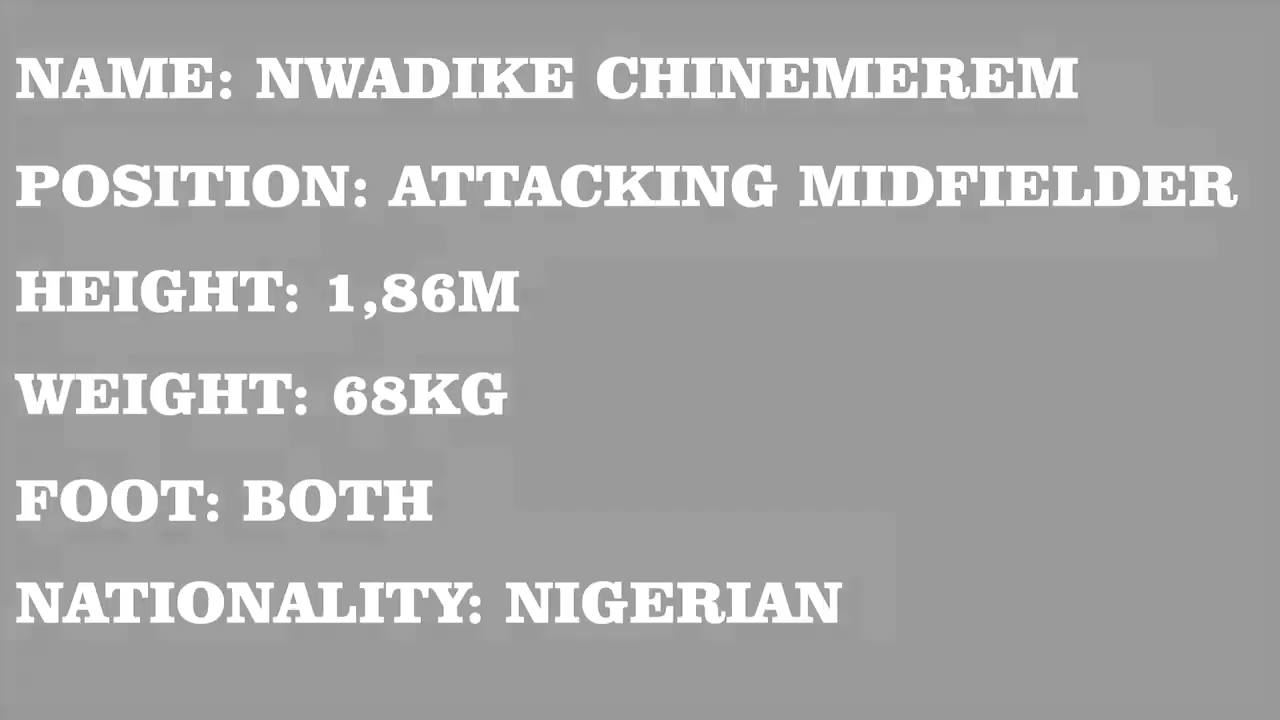 NAME: NWADIKE CHINEMEREM
POSITION: ATTACKING MIDFIELDER
HEIGHT: 1,86M
WEIGHT: 68KG
FOOT: BOTH
NATIONALITY: NIGERIAN